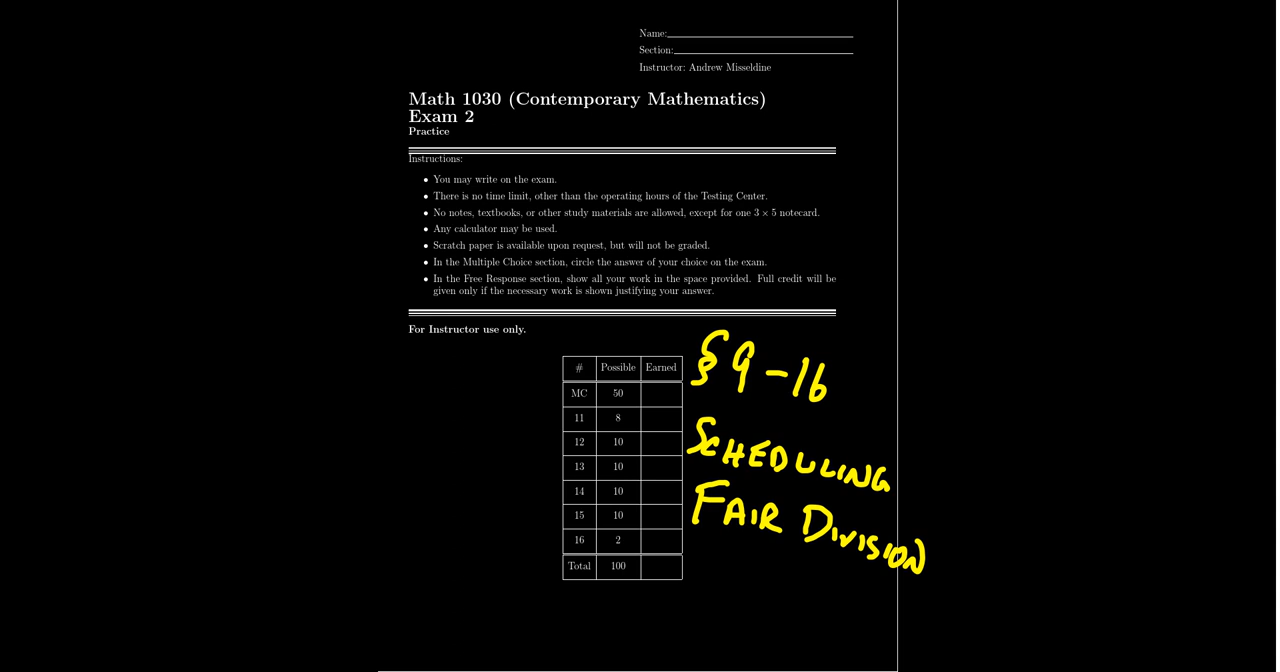 Name:
Section:
Instructor: Andrew Misseldine
Math 1030 (Contemporary Mathematics)
Exam 2
Practice
Instructions:
• You may write on the exam.
• There is no time limit, other than the operating hours of the Testing Center.
• No notes, textbooks, or other study materials are allowed, except for one 3 × 5 notecard.
• Any calculator may be used.
• Scratch paper is available upon request, but will not be graded.
• In the Multiple Choice section, circle the answer of your choice on the exam.
• In the Free Response section, show all your work in the space provided. Full credit will be
given only if the necessary work is shown justifying your answer.
For Instructor use only.
# Possible Earned
MC 50
11 8
12 10
13 10
14 10
15 10
16 2
Total 100
§ 9-16
SCHEDULING
FAIR DIVISION